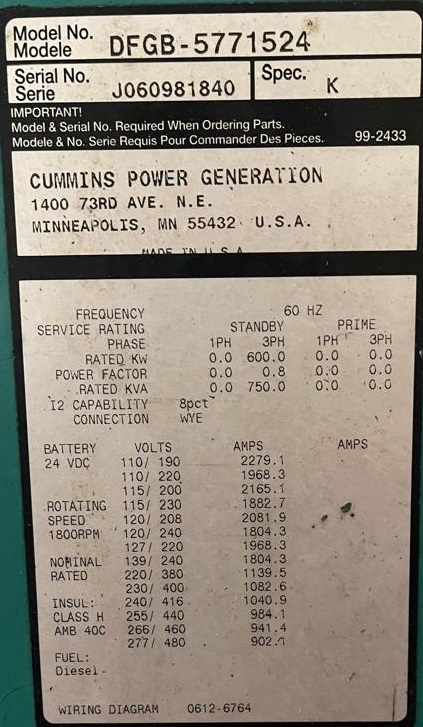 Model No.
Modele DFGB-5771524
Serial No.
Serie J060981840 Spec. K
IMPORTANT!
Model & Serial No. Required When Ordering Parts.
Modele & No. Serie Requis Pour Commander Des Pieces. 99-2433
CUMMINS POWER GENERATION
1400 73RD AVE. N.E.
MINNEAPOLIS, MN 55432 U.S.A.
MADE IN U S A
FREQUENCY 60 HZ
SERVICE RATING STANDBY PRIME
PHASE 1PH 3PH 1PH 3PH
RATED KW 0.0 600.0 0.0 0.0
POWER FACTOR 0.0 0.8 0.0 0.0
RATED KVA 0.0 750.0 0.0 0.0
I2 CAPABILITY 8pct
CONNECTION WYE
BATTERY VOLTS AMPS AMPS
24 VDC 110/ 190 2279.1
110/ 220 1968.3
115/ 200 2165.1
ROTATING 115/ 230 1882.7
SPEED 120/ 208 2081.9
1800RPM 120/ 240 1804.3
127/ 220 1968.3
NOMINAL 139/ 240 1804.3
RATED 220/ 380 1139.5
230/ 400 1082.6
INSUL: 240/ 416 1040.9
CLASS H 255/ 440 984.1
AMB 40C 266/ 460 941.4
277/ 480 902.1
FUEL:
Diesel-
WIRING DIAGRAM 0612-6764